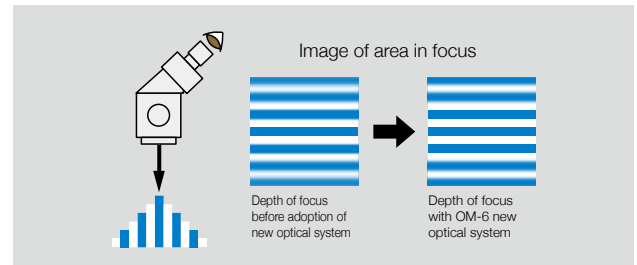 Image of area in focus
Depth of focus
before adoption of
new optical system
Depth of focus
with OM-6 new
optical system